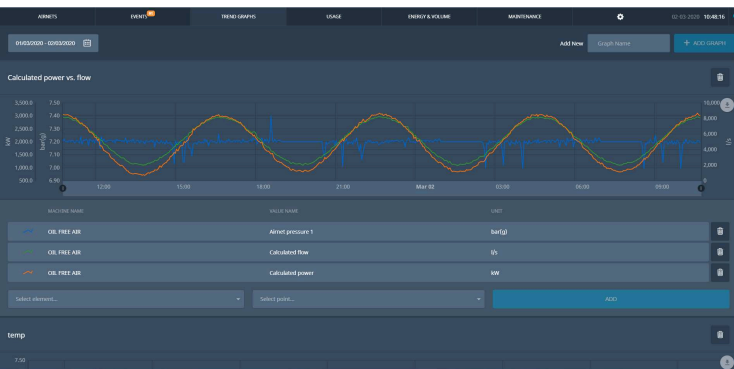 AIRNETS EVENTS TREND GRAPHS USAGE ENERGY & VOLUME MAINTENANCE 02-03-2020 10:48:16
01/03/2020 - 02/03/2020 Add New Graph Name + ADD GRAPH
Calculated power vs. flow
3,500.0 7.50 10,000
3,000.0 7.40 8,000
2,500.0 7.30 6,000
kW 2,000.0 bar(g) 7.20 4,000 l/s
1,500.0 7.10
1,000.0 7.00 2,000
500.0 6.90 0
12:00 15:00 18:00 21:00 Mar 02 03:00 06:00 09:00
MACHINE NAME VALUE NAME UNIT
OIL FREE AIR Airnet pressure 1 bar(g)
OIL FREE AIR Calculated flow l/s
OIL FREE AIR Calculated power kW
Select element... Select point... ADD
temp
7.50